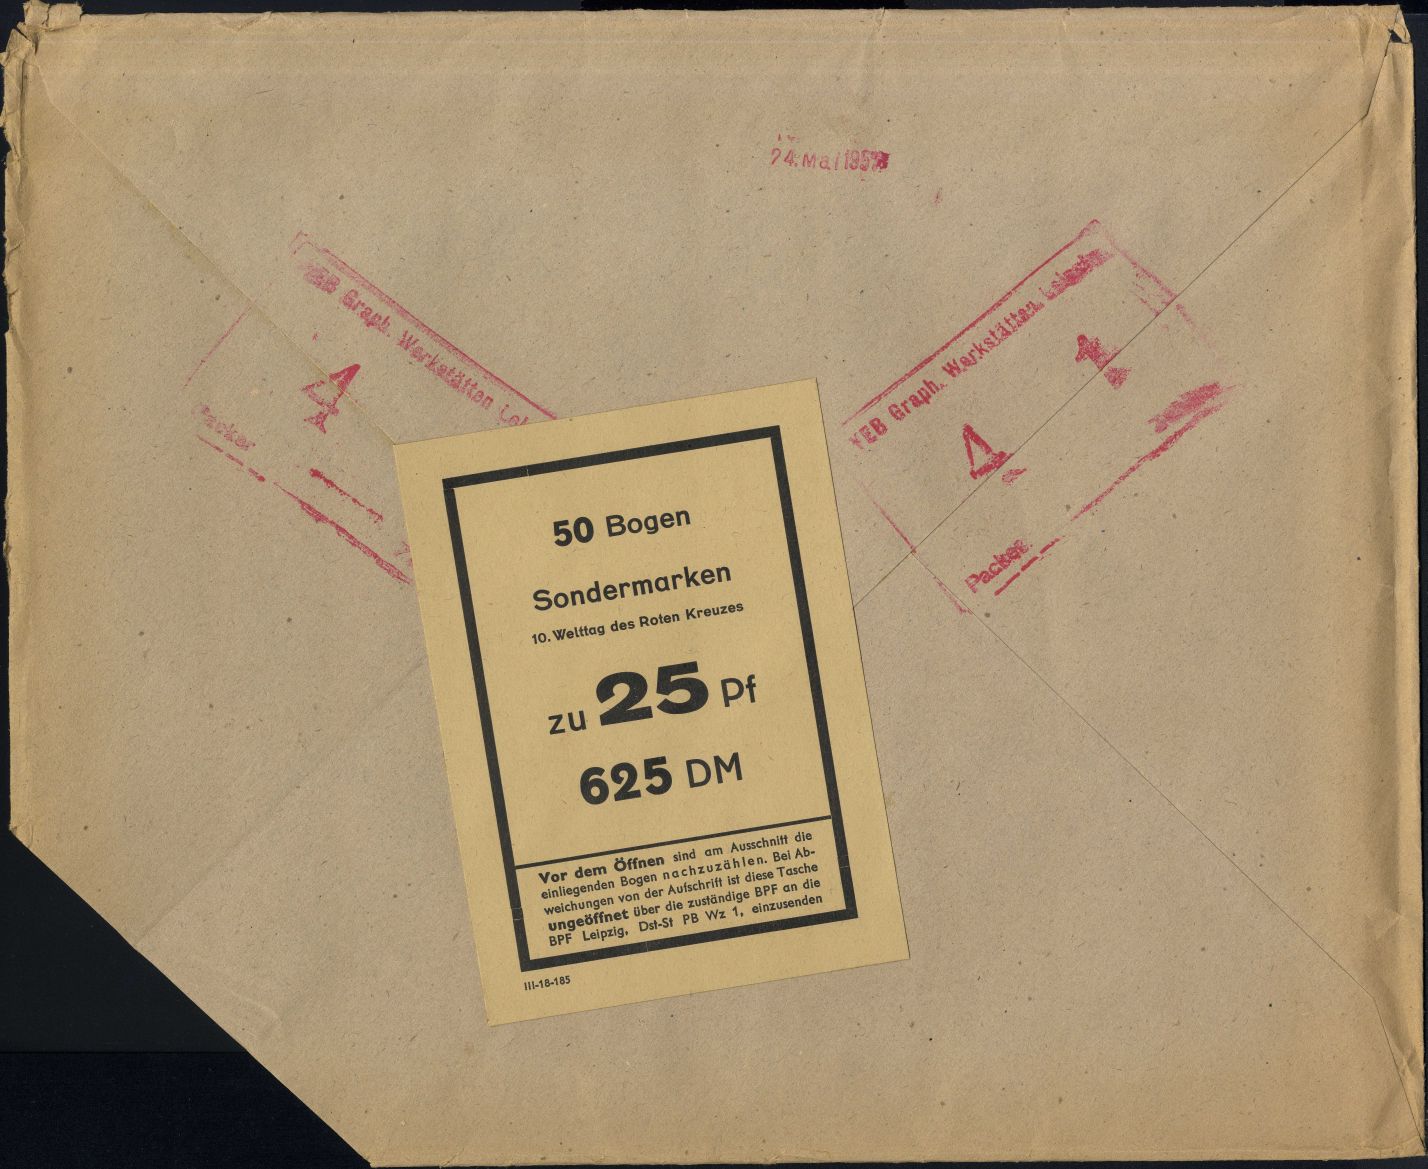 24. Mai 1957
VEB Graph. Werkstätten
4
Packer
VEB Graph. Werkstätten Leipzig
Packer
50 Bogen
Sondermarken
10. Welttag des Roten Kreuzes
zu 25 Pf
625 DM
Vor dem Öffnen sind am Ausschnitt die
einliegenden Bogen nachzuzählen. Bei Ab-
weichungen von der Aufschrift ist diese Tasche
ungeöffnet über die zuständige BPF an die
BPF Leipzig, Dst-St PB Wz 1, einzusenden
III-18-185